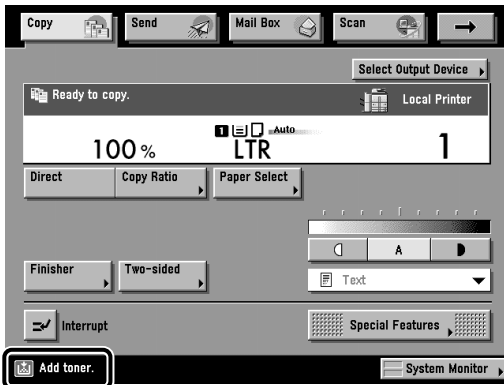 Copy Send Mail Box Scan
Select Output Device
Ready to copy. Local Printer
1 Auto
100 % LTR 1
Direct Copy Ratio Paper Select
A
Finisher Two-sided
Text
Interrupt Special Features
Add toner. System Monitor